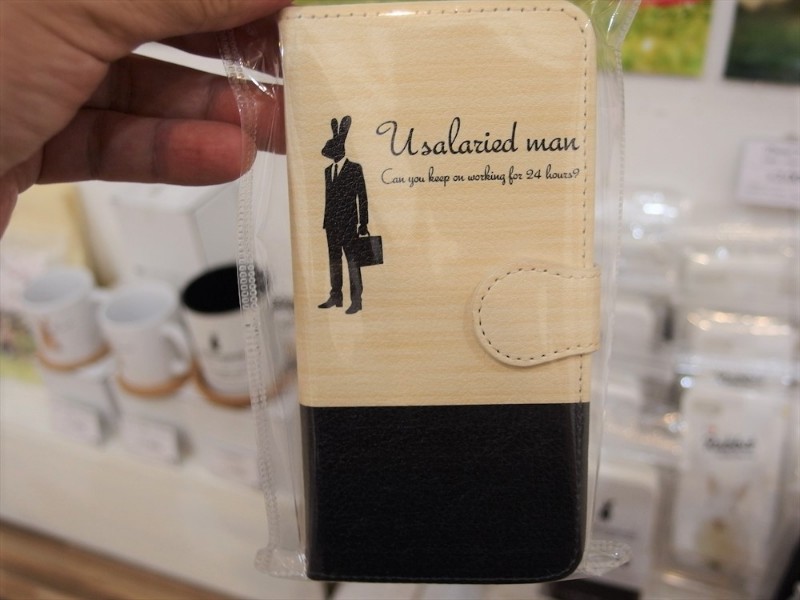 Usalaried man
Can you keep on working for 24 hours?